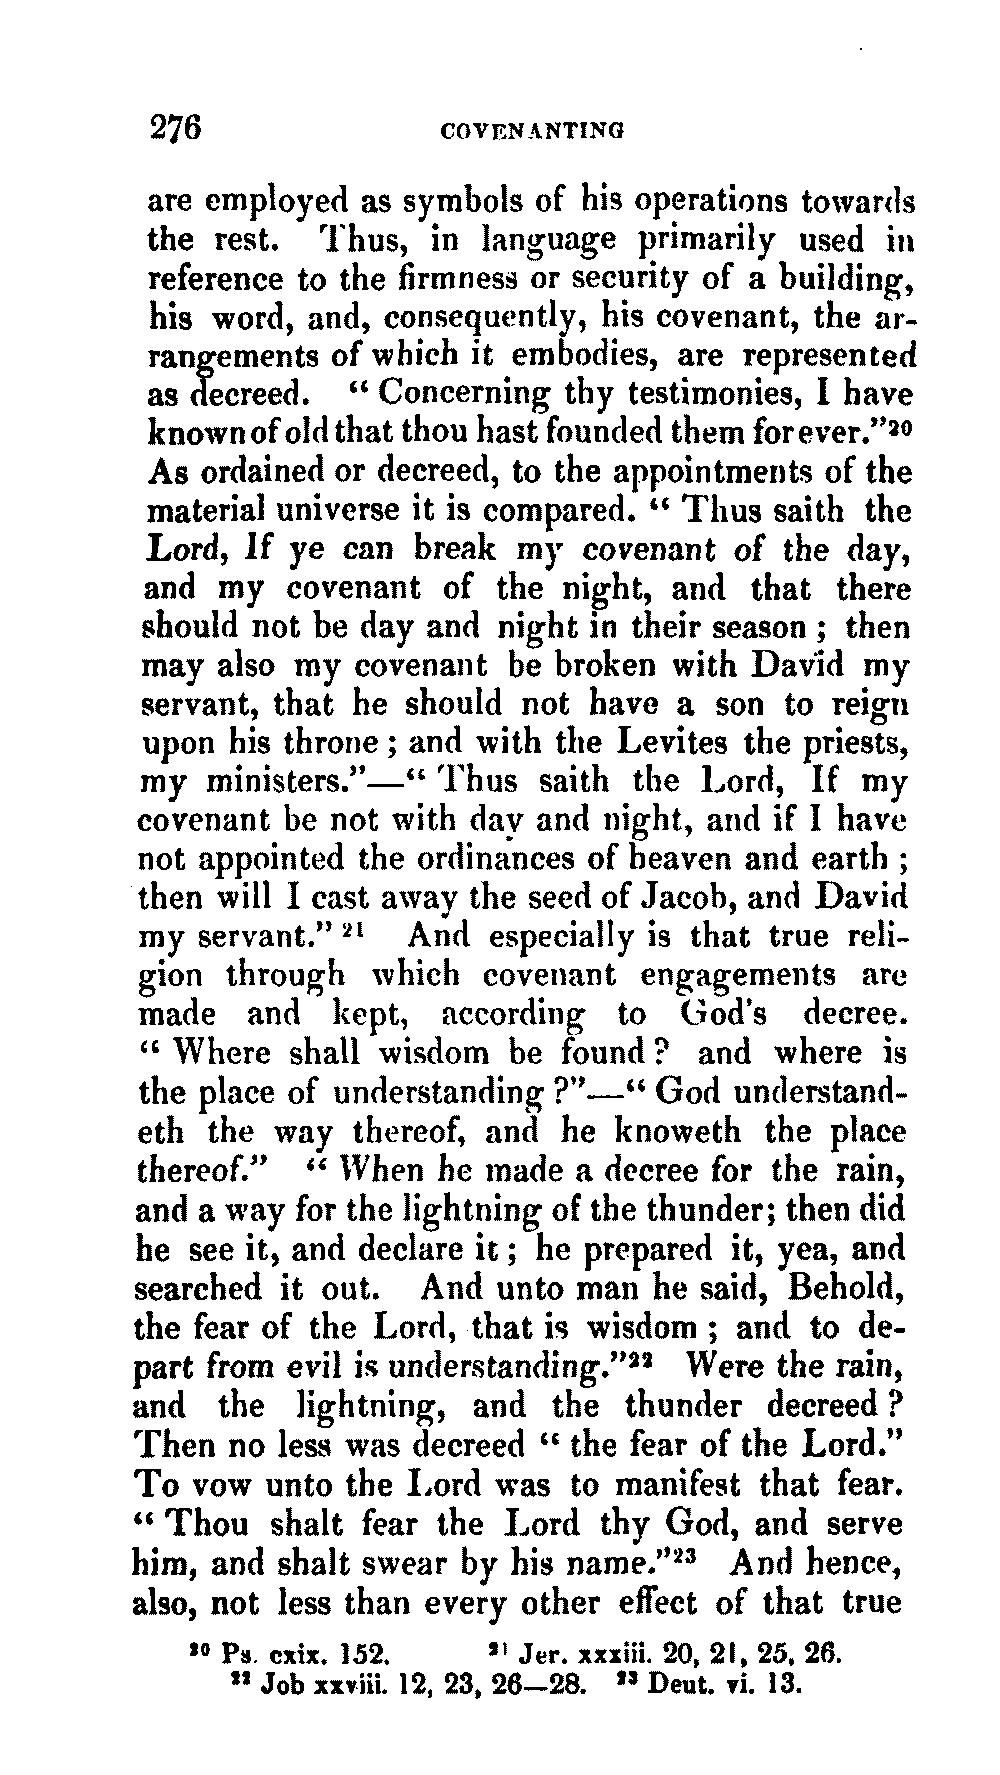 276 COVENANTING
are employed as symbols of his operations towards
the rest. Thus, in language primarily used in
reference to the firmness or security of a building,
his word, and, consequently, his covenant, the ar-
rangements of which it embodies, are represented
as decreed. " Concerning thy testimonies, I have
known of old that thou hast founded them for ever."20
As ordained or decreed, to the appointments of the
material universe it is compared. " Thus saith the
Lord, If ye can break my covenant of the day,
and my covenant of the night, and that there
should not be day and night in their season ; then
may also my covenant be broken with David my
servant, that he should not have a son to reign
upon his throne ; and with the Levites the priests,
my ministers."—" Thus saith the Lord, If my
covenant be not with day and night, and if I have
not appointed the ordinances of heaven and earth ;
then will I cast away the seed of Jacob, and David
my servant." 21 And especially is that true reli-
gion through which covenant engagements are
made and kept, according to God's decree.
" Where shall wisdom be found ? and where is
the place of understanding ?"—" God understand-
eth the way thereof, and he knoweth the place
thereof." " When he made a decree for the rain,
and a way for the lightning of the thunder; then did
he see it, and declare it ; he prepared it, yea, and
searched it out. And unto man he said, Behold,
the fear of the Lord, that is wisdom ; and to de-
part from evil is understanding."22 Were the rain,
and the lightning, and the thunder decreed ?
Then no less was decreed " the fear of the Lord."
To vow unto the Lord was to manifest that fear.
" Thou shalt fear the Lord thy God, and serve
him, and shalt swear by his name."23 And hence,
also, not less than every other effect of that true
20 Ps. cxix. 152. 21 Jer. xxxiii. 20, 21, 25, 26.
22 Job xxviii. 12, 23, 26—28. 23 Deut. vi. 13.